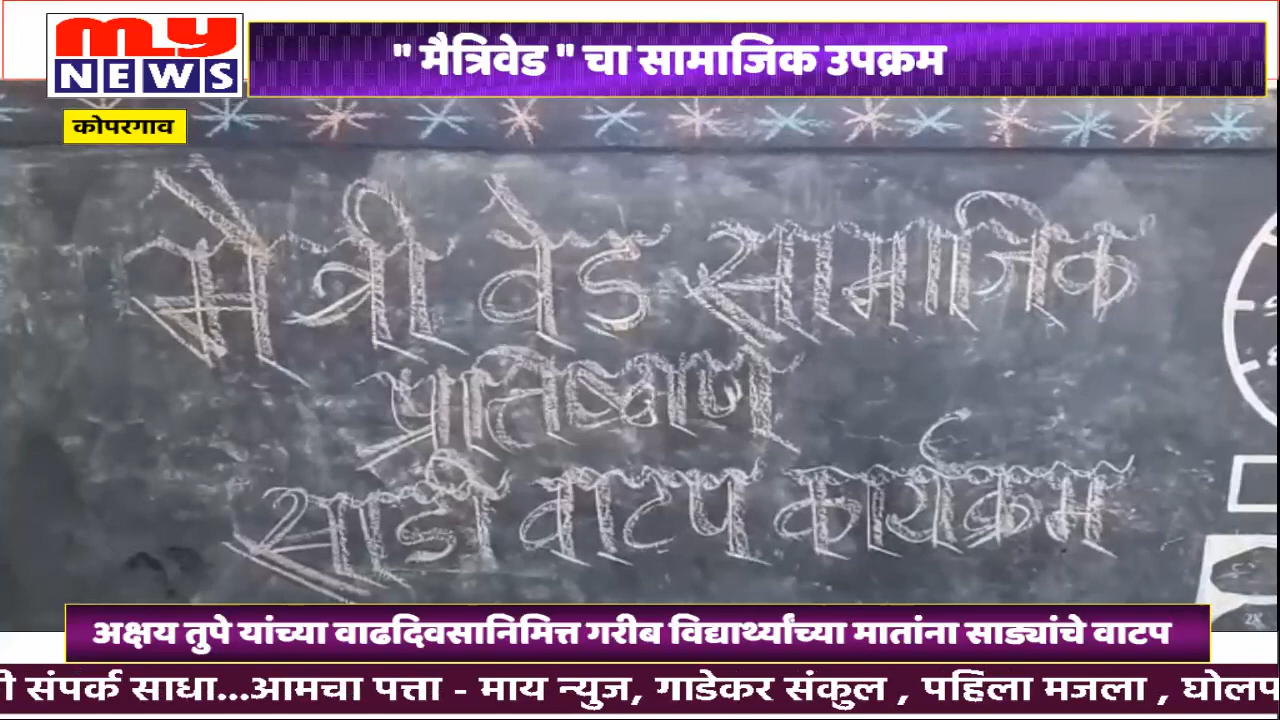 my
NEWS
" मैत्रिवेड " चा सामाजिक उपक्रम
कोपरगाव
मैत्री वेड सामाजिक
साडी वाटप कार्यक्रम
अक्षय तुपे यांच्या वाढदिवसानिमित्त गरीब विद्यार्थ्यांच्या मातांना साड्यांचे वाटप
ी संपर्क साधा...आमचा पत्ता - माय न्युज, गाडेकर संकुल , पहिला मजला , घोलप